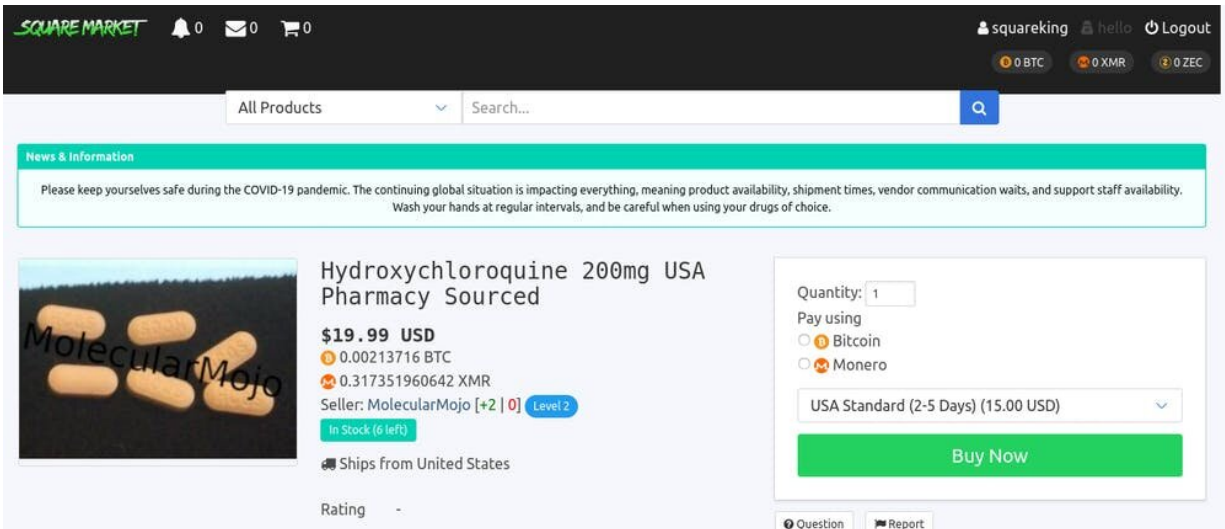 SQUARE MARKET 0 0 0 squareking hello Logout
0 BTC 0 XMR 0 ZEC
All Products Search...
News & Information
Please keep yourselves safe during the COVID-19 pandemic. The continuing global situation is impacting everything, meaning product availability, shipment times, vendor communication waits, and support staff availability.
Wash your hands at regular intervals, and be careful when using your drugs of choice.
MolecularMojo
Hydroxychloroquine 200mg USA
Pharmacy Sourced
$19.99 USD
0.00213716 BTC
0.317351960642 XMR
Seller: MolecularMojo [+2 | 0] Level 2
In Stock (6 left)
Ships from United States
Rating -
Quantity: 1
Pay using
Bitcoin
Monero
USA Standard (2-5 Days) (15.00 USD)
Buy Now
Question Report